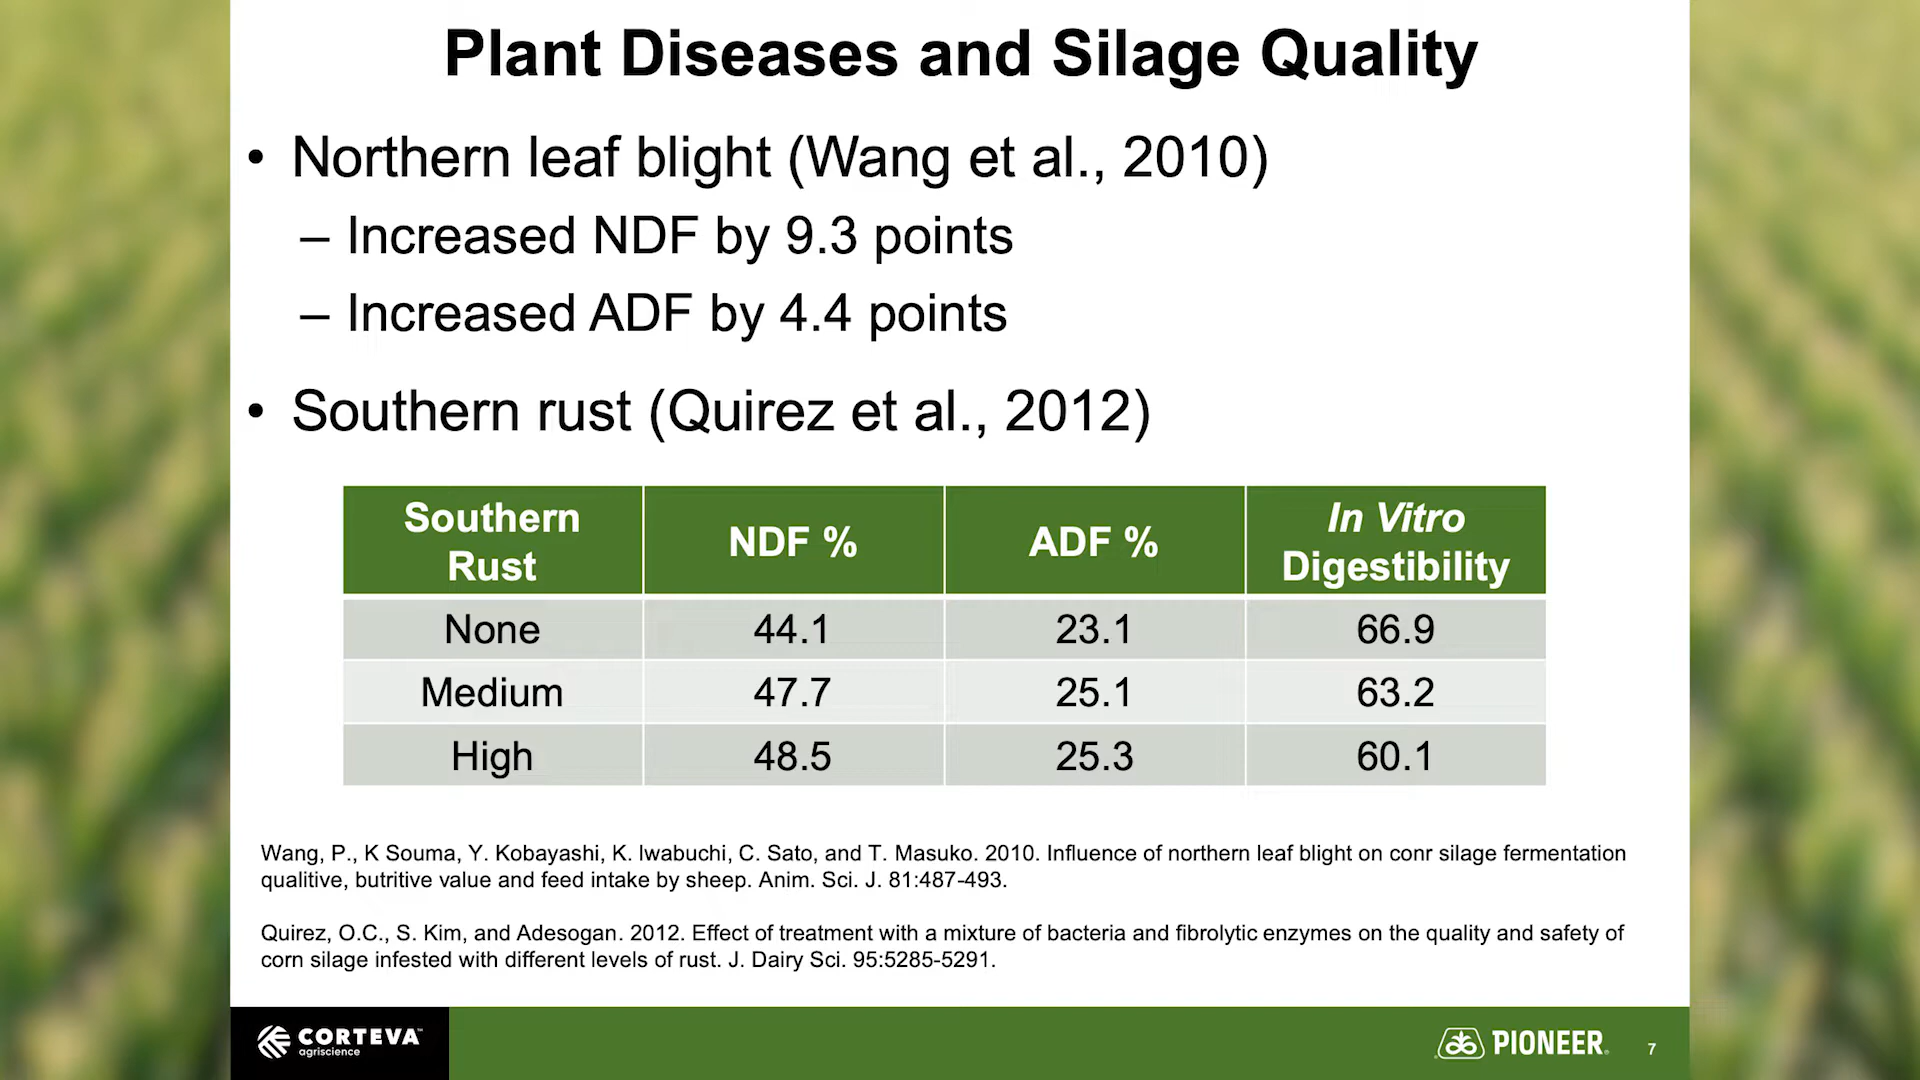 Plant Diseases and Silage Quality
• Northern leaf blight (Wang et al., 2010)
– Increased NDF by 9.3 points
– Increased ADF by 4.4 points
• Southern rust (Quirez et al., 2012)
Southern Rust | NDF % | ADF % | In Vitro Digestibility
None | 44.1 | 23.1 | 66.9
Medium | 47.7 | 25.1 | 63.2
High | 48.5 | 25.3 | 60.1
Wang, P., K Souma, Y. Kobayashi, K. Iwabuchi, C. Sato, and T. Masuko. 2010. Influence of northern leaf blight on conr silage fermentation
qualitive, butritive value and feed intake by sheep. Anim. Sci. J. 81:487-493.
Quirez, O.C., S. Kim, and Adesogan. 2012. Effect of treatment with a mixture of bacteria and fibrolytic enzymes on the quality and safety of
corn silage infested with different levels of rust. J. Dairy Sci. 95:5285-5291.
CORTEVA™
agriscience
PIONEER®
7